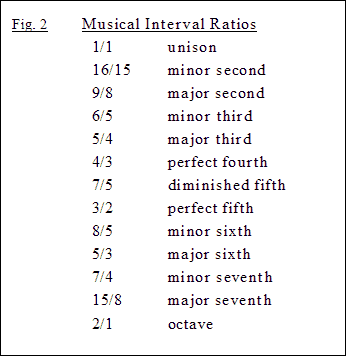 Fig. 2 Musical Interval Ratios
1/1 unison
16/15 minor second
9/8 major second
6/5 minor third
5/4 major third
4/3 perfect fourth
7/5 diminished fifth
3/2 perfect fifth
8/5 minor sixth
5/3 major sixth
7/4 minor seventh
15/8 major seventh
2/1 octave